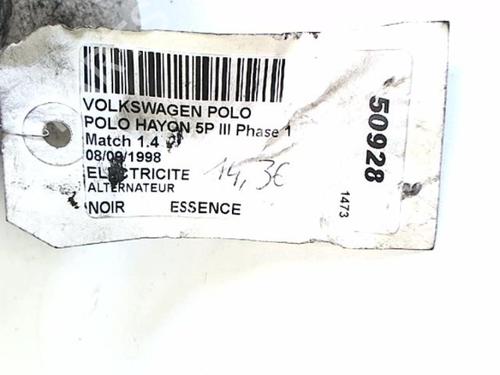 VOLKSWAGEN POLO
POLO HAYON 5P III Phase 1
Match 1.4
08/09/1998
ELECTRICITE
ALTERNATEUR
14,3€
NOIR ESSENCE
50928
1473